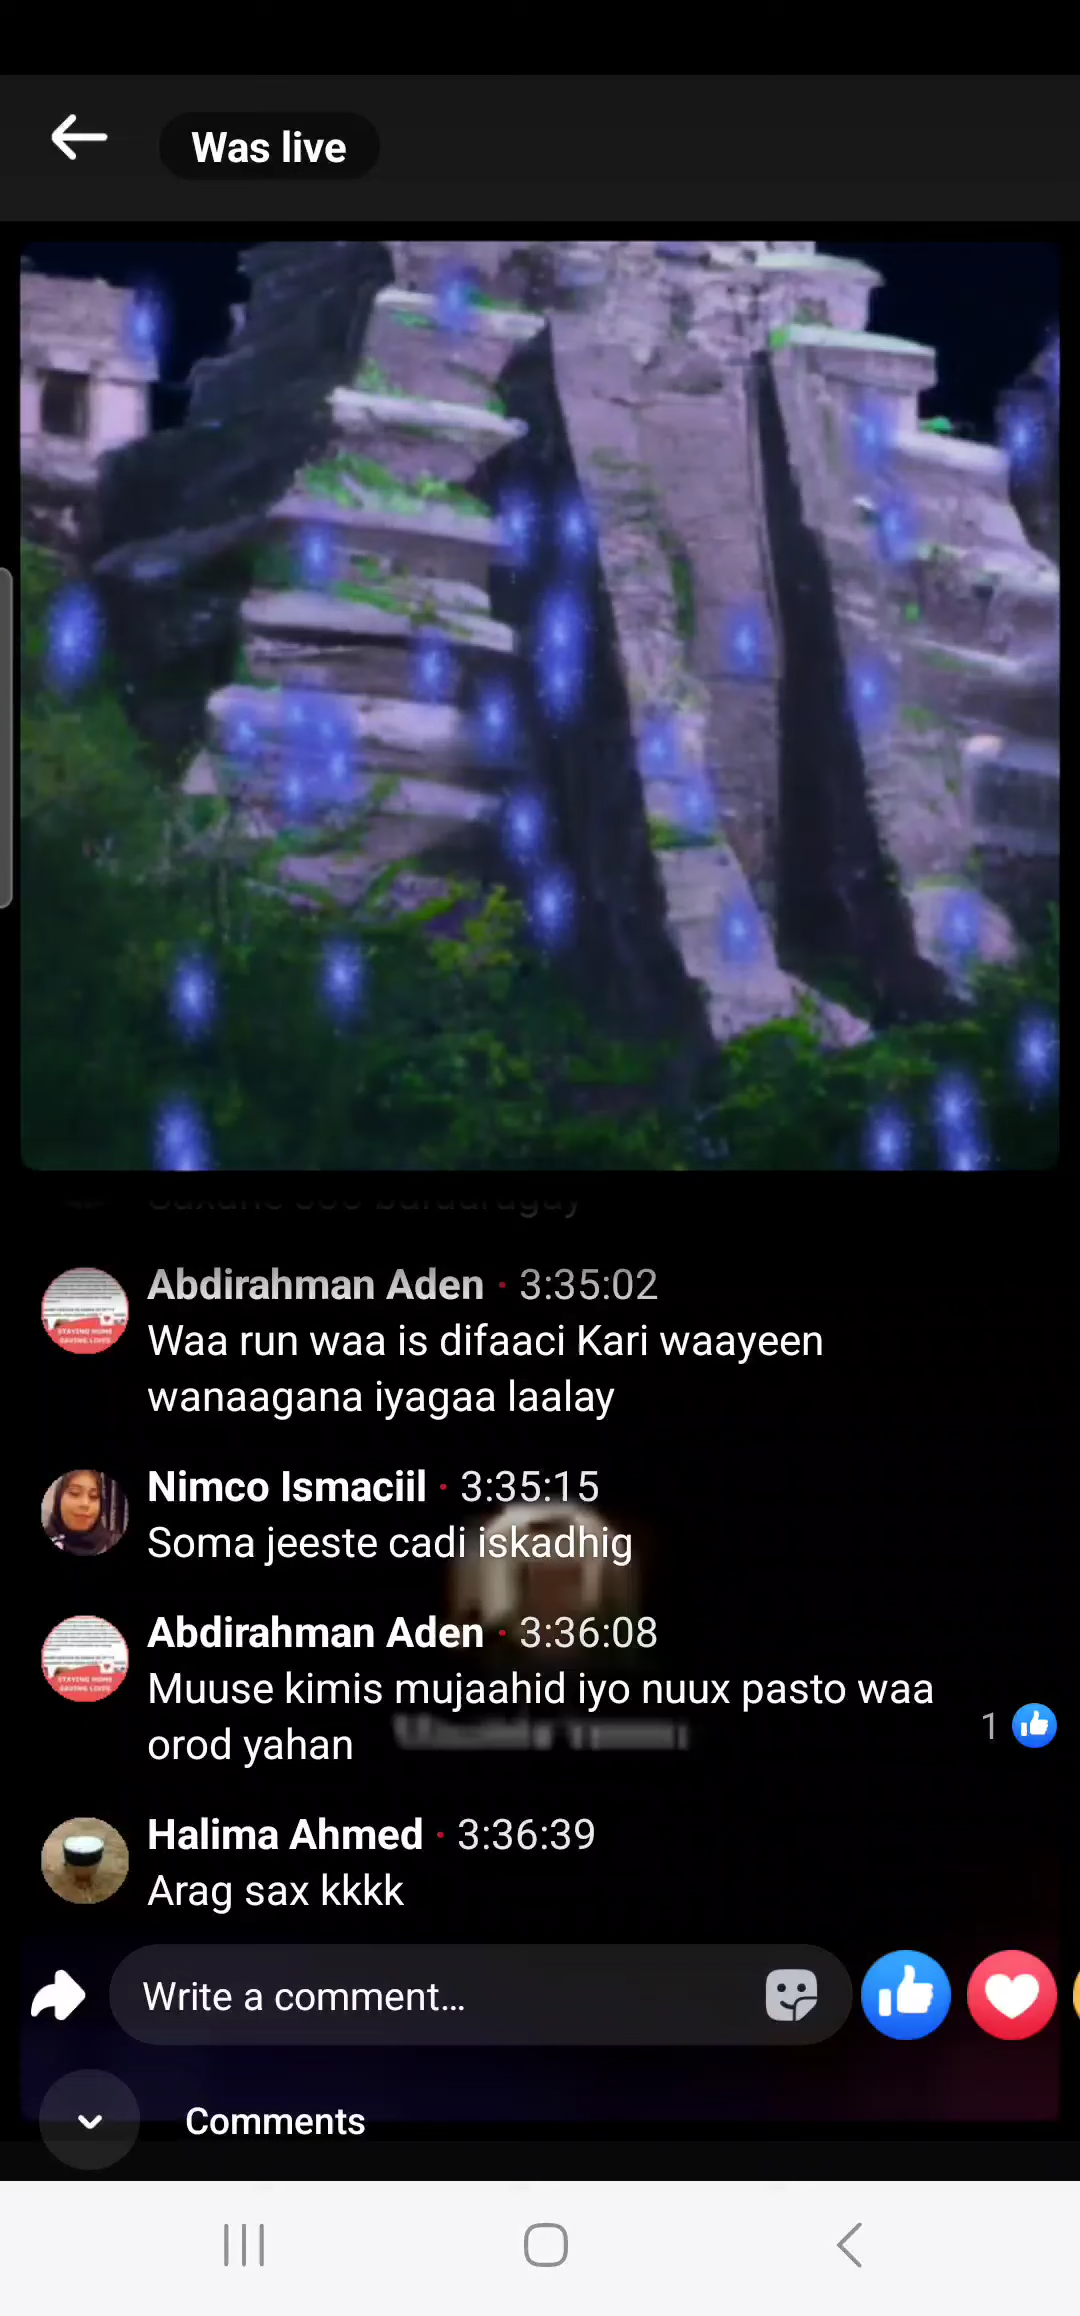 Was live
Abdirahman Aden · 3:35:02
Waa run waa is difaaci Kari waayeen
wanaagana iyagaa laalay
Nimco Ismaciil · 3:35:15
Soma jeeste cadi iskadhig
Abdirahman Aden · 3:36:08
Muuse kimis mujaahid iyo nuux pasto waa
orod yahan
1
Halima Ahmed · 3:36:39
Arag sax kkkk
Write a comment...
Comments